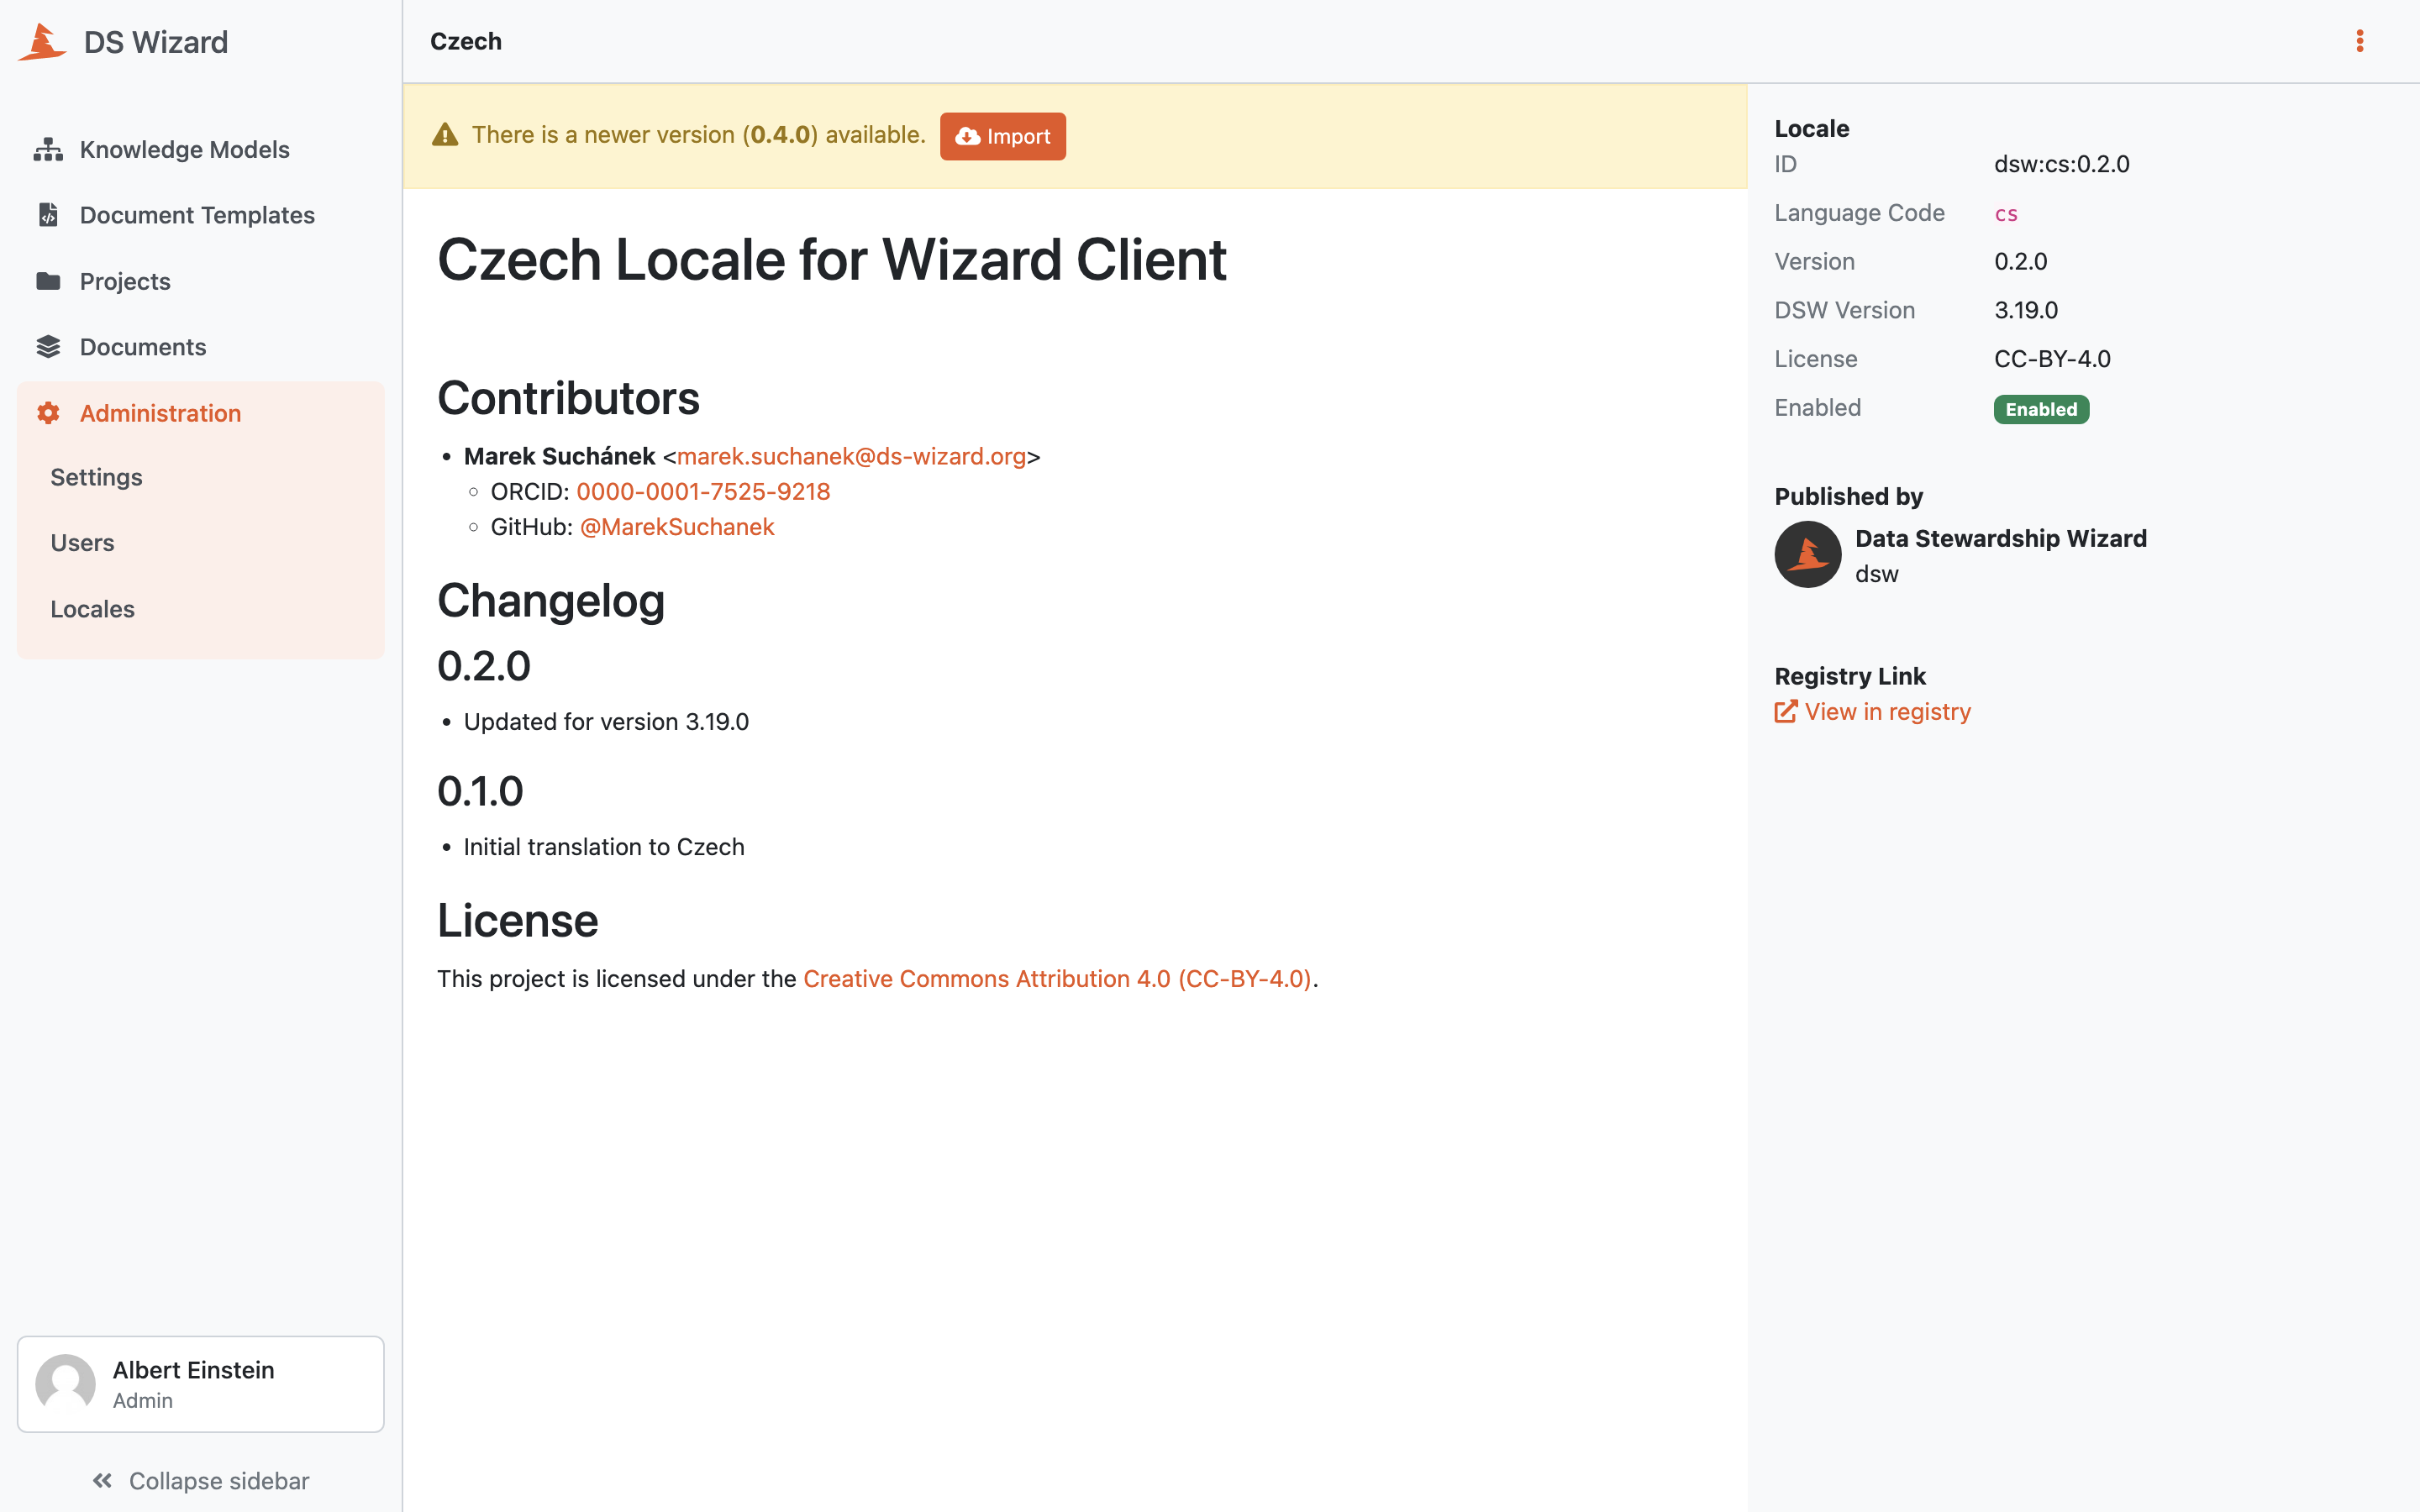 DS Wizard
Knowledge Models
Document Templates
Projects
Documents
Administration
Settings
Users
Locales
Albert Einstein
Admin
Collapse sidebar
Czech
There is a newer version (0.4.0) available. Import
Czech Locale for Wizard Client
Contributors
• Marek Suchánek <marek.suchanek@ds-wizard.org>
○ ORCID: 0000-0001-7525-9218
○ GitHub: @MarekSuchanek
Changelog
0.2.0
• Updated for version 3.19.0
0.1.0
• Initial translation to Czech
License
This project is licensed under the Creative Commons Attribution 4.0 (CC-BY-4.0).
Locale
ID dsw:cs:0.2.0
Language Code cs
Version 0.2.0
DSW Version 3.19.0
License CC-BY-4.0
Enabled Enabled
Published by
Data Stewardship Wizard
dsw
Registry Link
View in registry